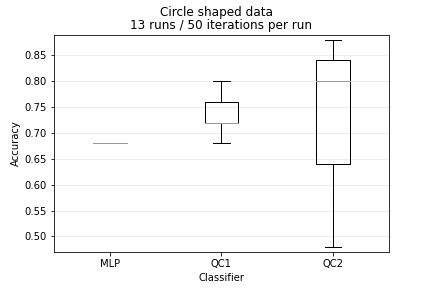 Circle shaped data
13 runs / 50 iterations per run
Accuracy
0.85
0.80
0.75
0.70
0.65
0.60
0.55
0.50
MLP QC1 QC2
Classifier